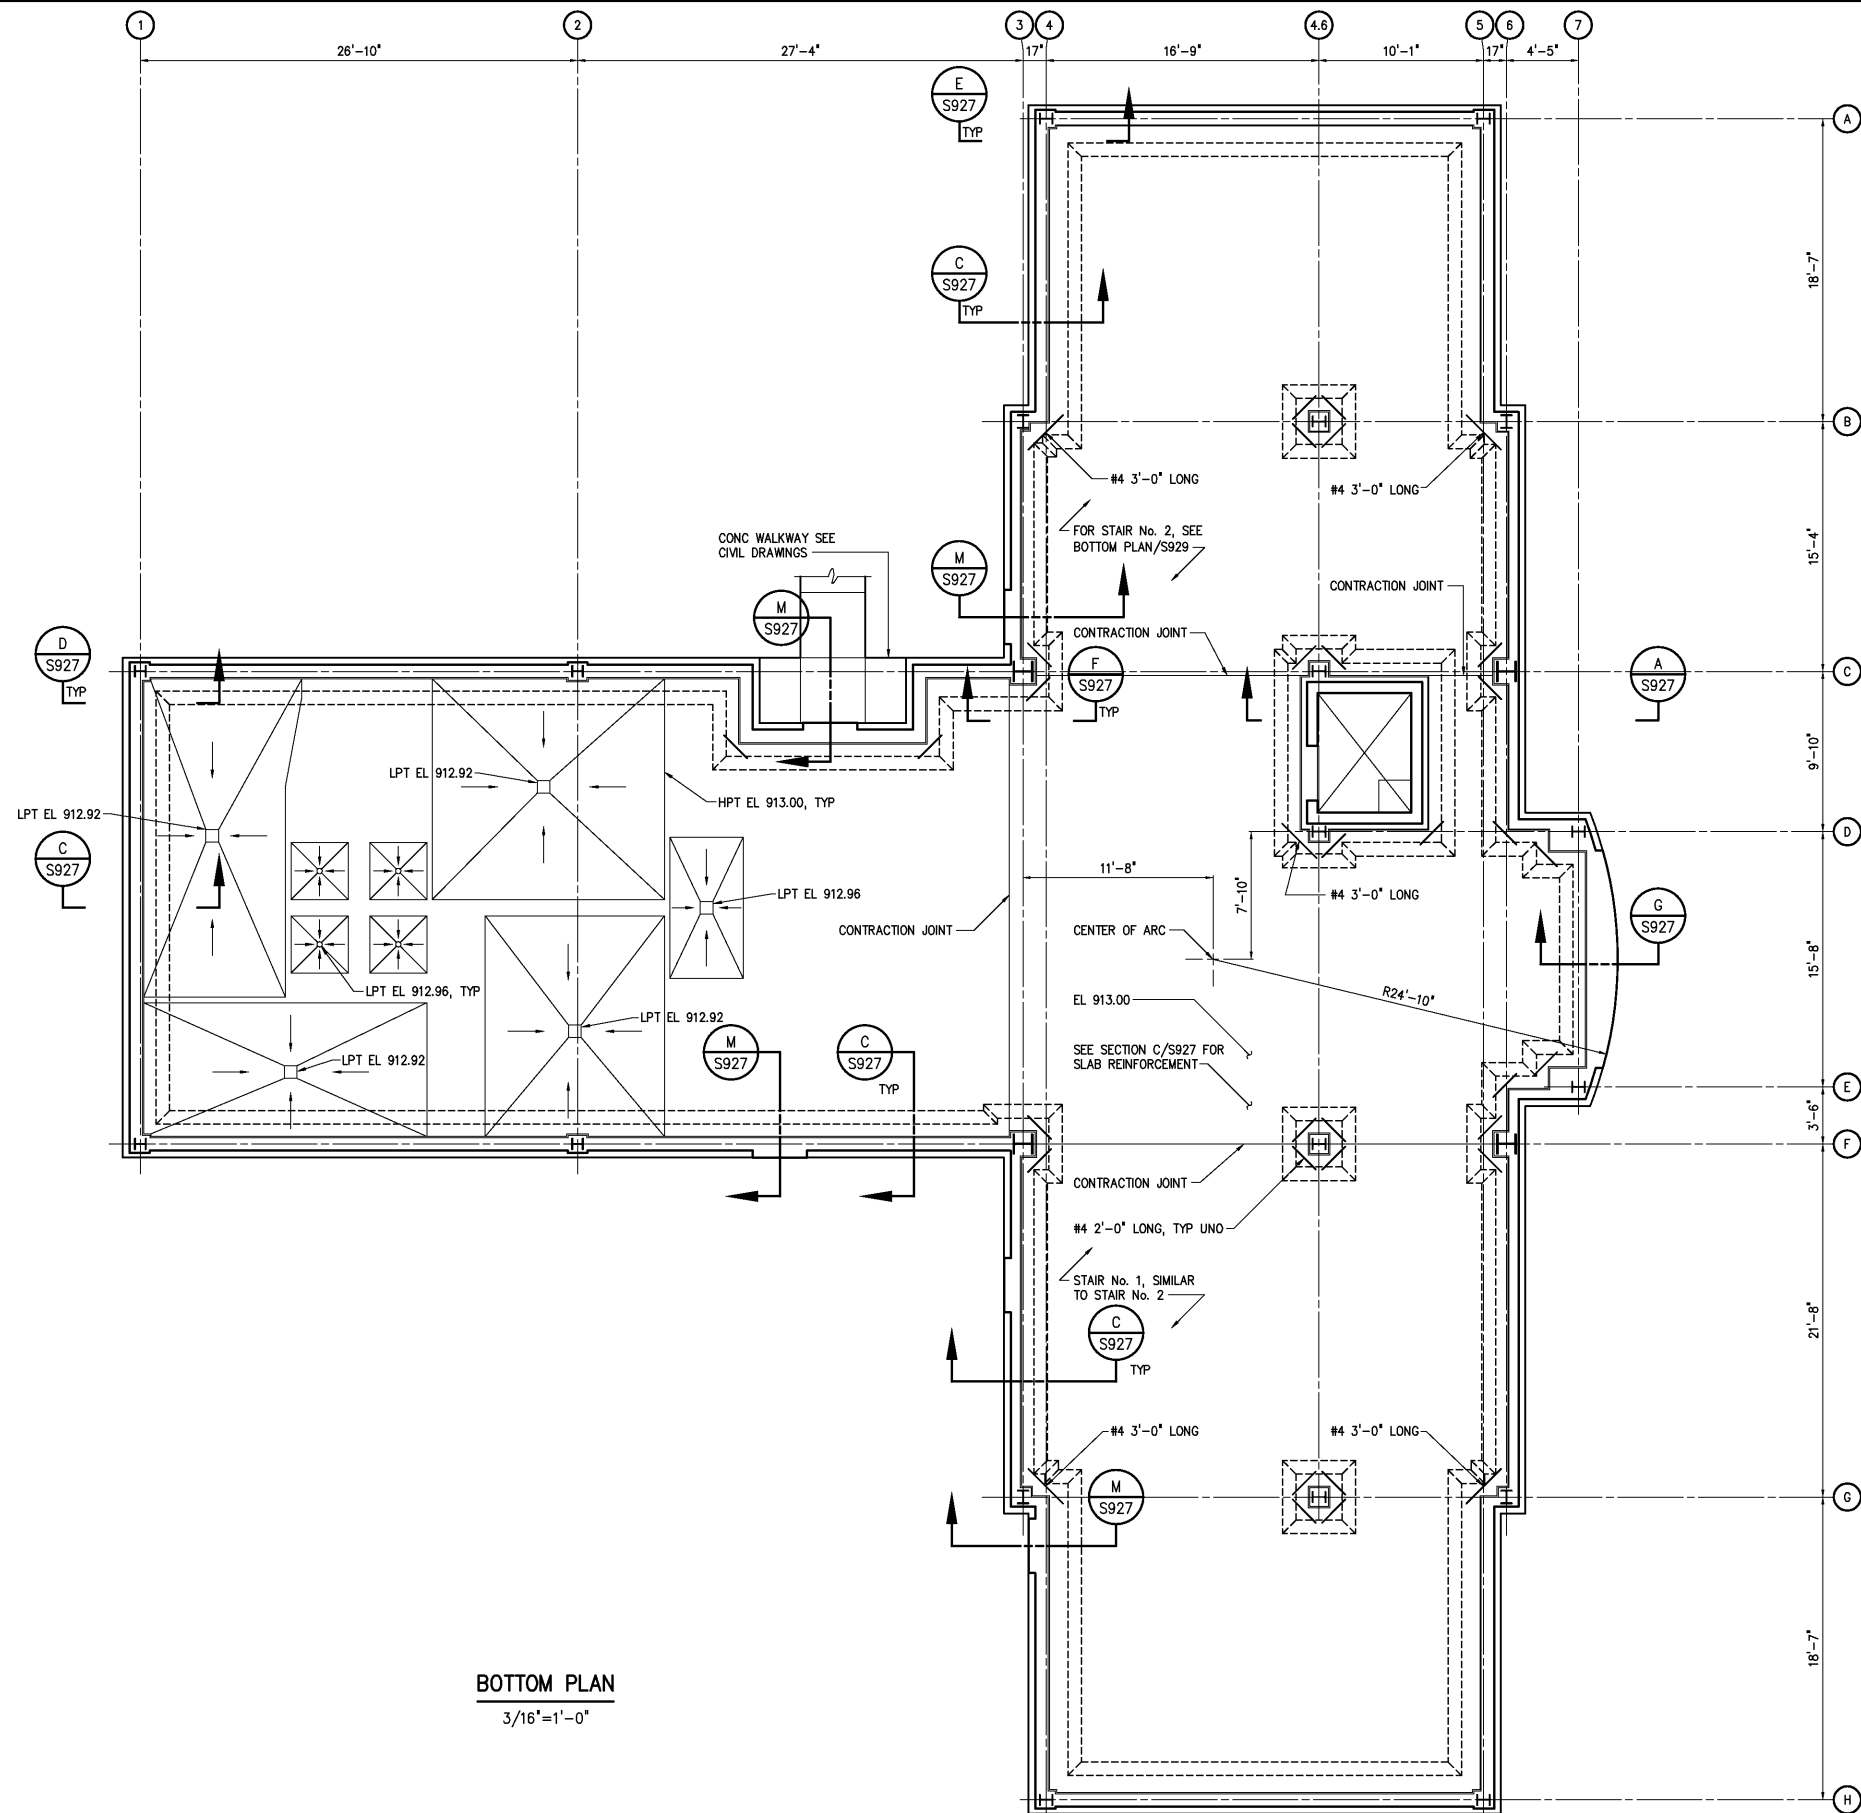 1
2
3
4
4.6
5
6
7
26'-10"
27'-4"
17"
16'-9"
10'-1"
17"
4'-5"
E
S927
TYP
A
C
S927
TYP
18'-7"
B
#4 3'-0" LONG
#4 3'-0" LONG
FOR STAIR No. 2, SEE
BOTTOM PLAN/S929
CONC WALKWAY SEE
CIVIL DRAWINGS
M
S927
15'-4"
CONTRACTION JOINT
M
S927
CONTRACTION JOINT
D
S927
TYP
F
S927
TYP
A
S927
C
LPT EL 912.92
HPT EL 913.00, TYP
9'-10"
LPT EL 912.92
C
S927
D
11'-8"
7'-10"
#4 3'-0" LONG
LPT EL 912.96
G
S927
CONTRACTION JOINT
CENTER OF ARC
15'-8"
LPT EL 912.96, TYP
R24'-10"
EL 913.00
LPT EL 912.92
SEE SECTION C/S927 FOR
SLAB REINFORCEMENT
LPT EL 912.92
M
S927
C
S927
TYP
E
3'-6"
F
CONTRACTION JOINT
#4 2'-0" LONG, TYP UNO
STAIR No. 1, SIMILAR
TO STAIR No. 2
C
S927
TYP
21'-8"
#4 3'-0" LONG
#4 3'-0" LONG
M
S927
G
18'-7"
BOTTOM PLAN
3/16"=1'-0"
H